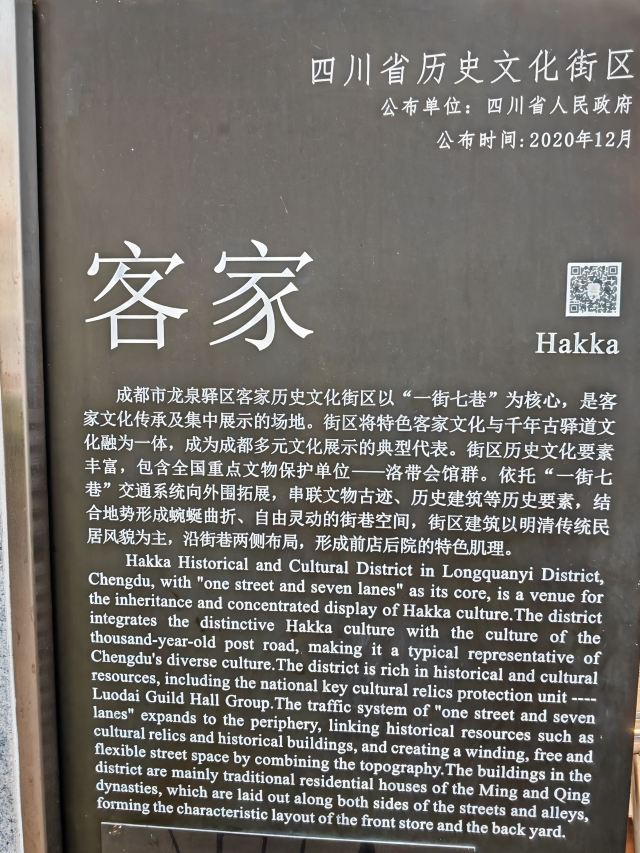 四川省历史文化街区
公布单位：四川省人民政府
公布时间:2020年12月
客家
Hakka
成都市龙泉驿区客家历史文化街区以“一街七巷”为核心，是客
家文化传承及集中展示的场地。街区将特色客家文化与千年古驿道文
化融为一体，成为成都多元文化展示的典型代表。街区历史文化要素
丰富，包含全国重点文物保护单位——洛带会馆群。依托“一街七
巷”交通系统向外围拓展，串联文物古迹、历史建筑等历史要素，结
合地势形成蜿蜒曲折、自由灵动的街巷空间，街区建筑以明清传统民
居风貌为主，沿街巷两侧布局，形成前店后院的特色肌理。
Hakka Historical and Cultural District in Longquanyi District,
Chengdu, with "one street and seven lanes" as its core, is a venue for
the inheritance and concentrated display of Hakka culture.The district
integrates the distinctive Hakka culture with the culture of the
thousand-year-old post road, making it a typical representative of
Chengdu's diverse culture.The district is rich in historical and cultural
resources, including the national key cultural relics protection unit ----
Luodai Guild Hall Group.The traffic system of "one street and seven
lanes" expands to the periphery, linking historical resources such as
cultural relics and historical buildings, and creating a winding, free and
flexible street space by combining the topography.The buildings in the
district are mainly traditional residential houses of the Ming and Qing
dynasties, which are laid out along both sides of the streets and alleys,
forming the characteristic layout of the front store and the back yard.